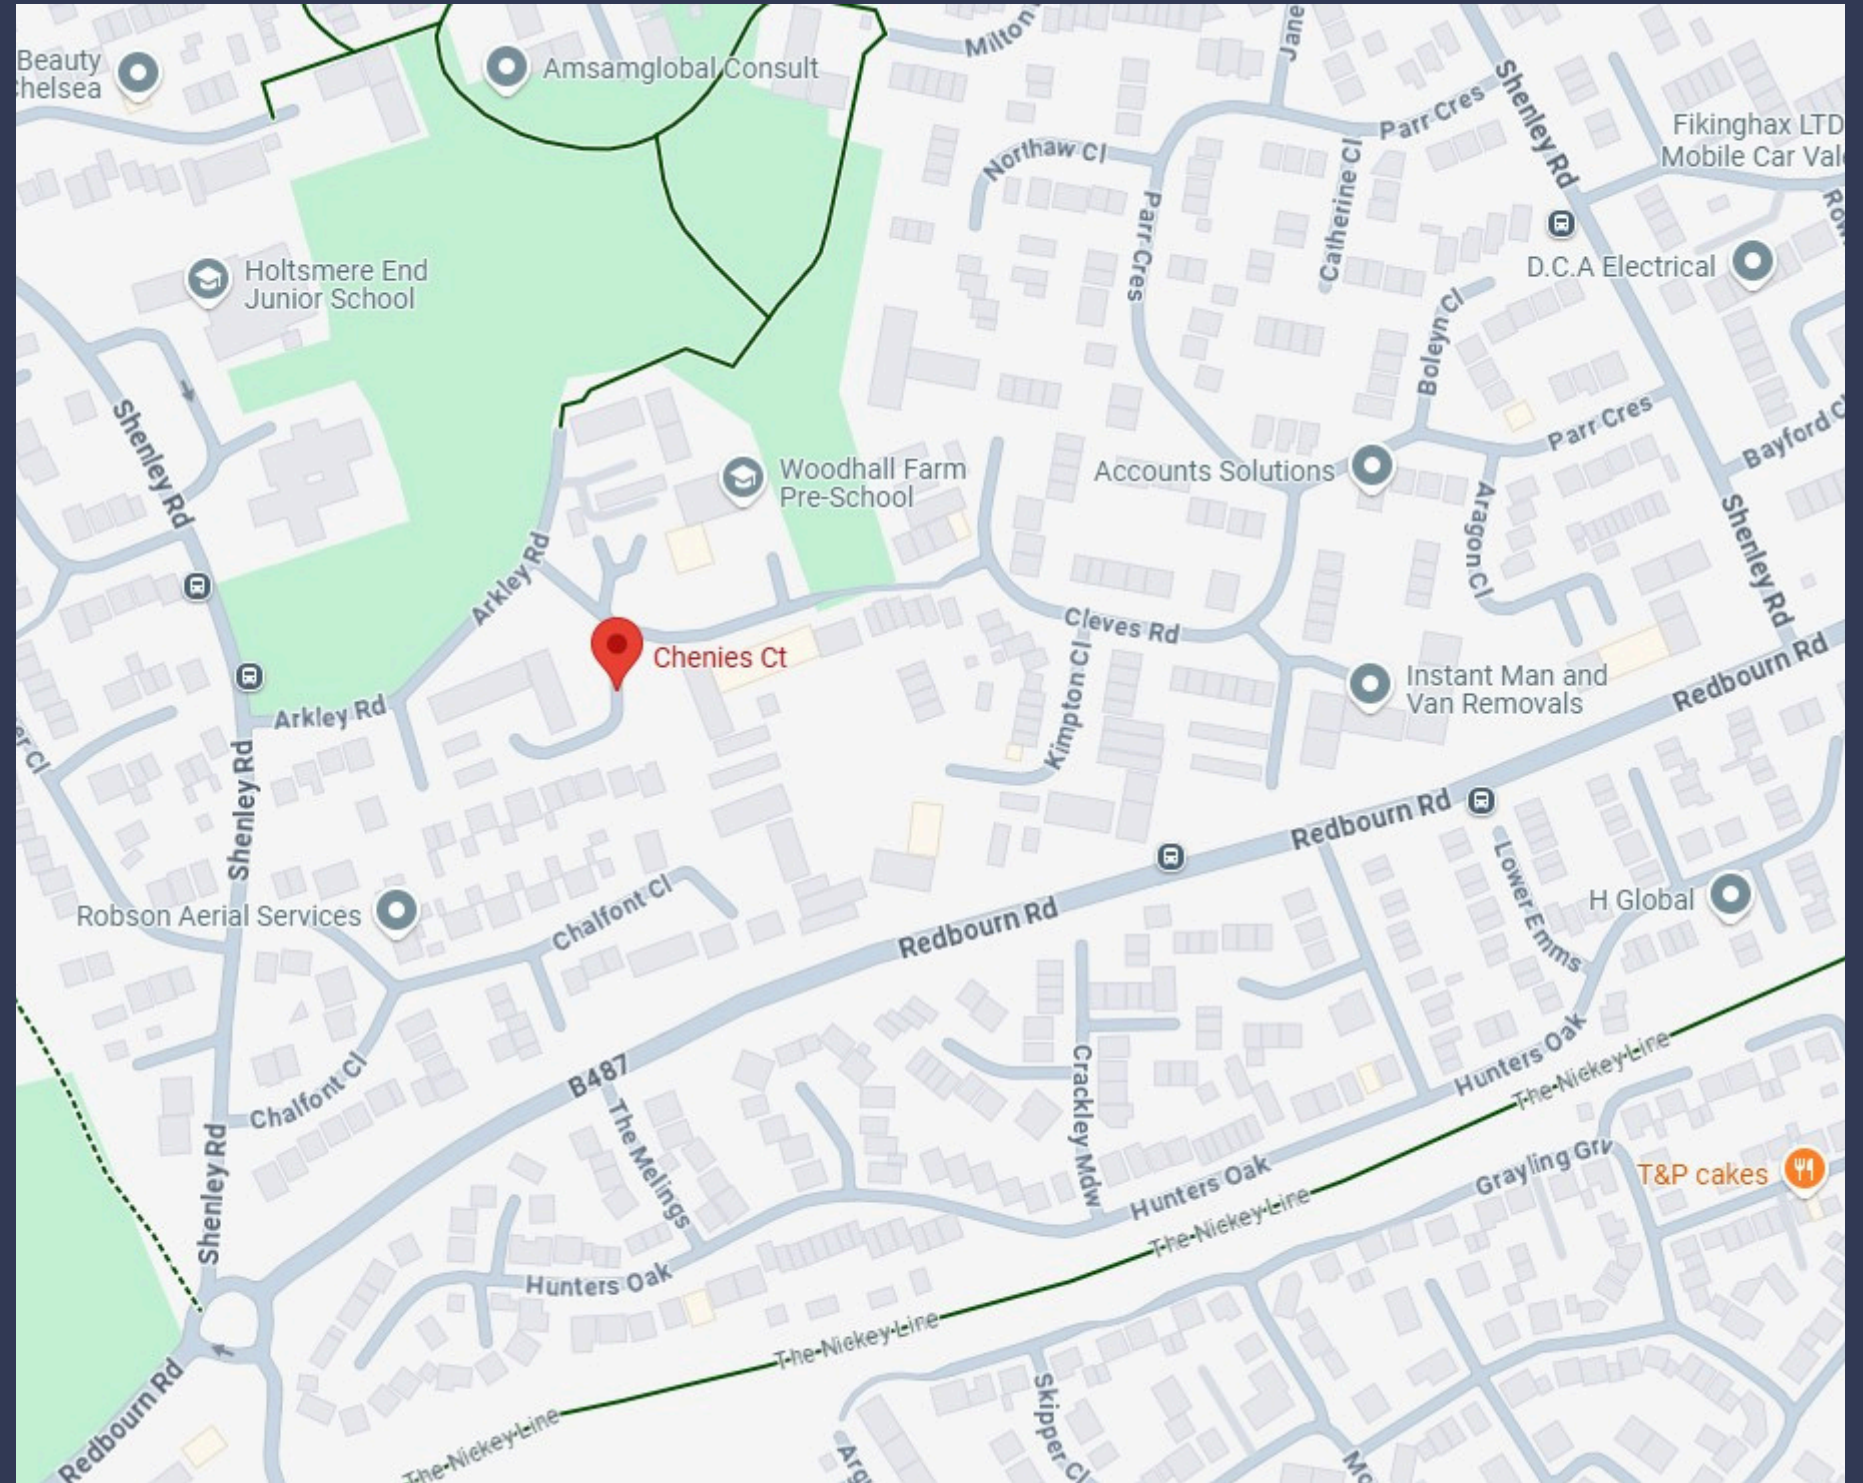 Beauty
Chelsea
Amsamglobal Consult
Milton
Jane
Parr Cres
Shenley Rd
Fikinghax LTD
Mobile Car Val
Northaw Cl
Catherine Cl
Parr Cres
Holtsmere End
Junior School
D.C.A Electrical
Boleyn Cl
Shenley Rd
Parr Cres
Bayford C
Woodhall Farm
Pre-School
Accounts Solutions
Aragon Cl
Shenley Rd
Arkley Rd
Cleves Rd
Chenies Ct
Kimpton Cl
Instant Man and
Van Removals
Redbourn Rd
Arkley Rd
er Cl
Shenley Rd
Redbourn Rd
Lower Emms
H Global
Robson Aerial Services
Chalfont Cl
Redbourn Rd
Hunters Oak
The Nickey Line
B487
Crackley Mdw
Chalfont Cl
The Melings
Shenley Rd
Grayling Grv
T&P cakes
Hunters Oak
The Nickey Line
Hunters Oak
The Nickey Line
Redbourn Rd
Skipper Cl
The Nickey Line